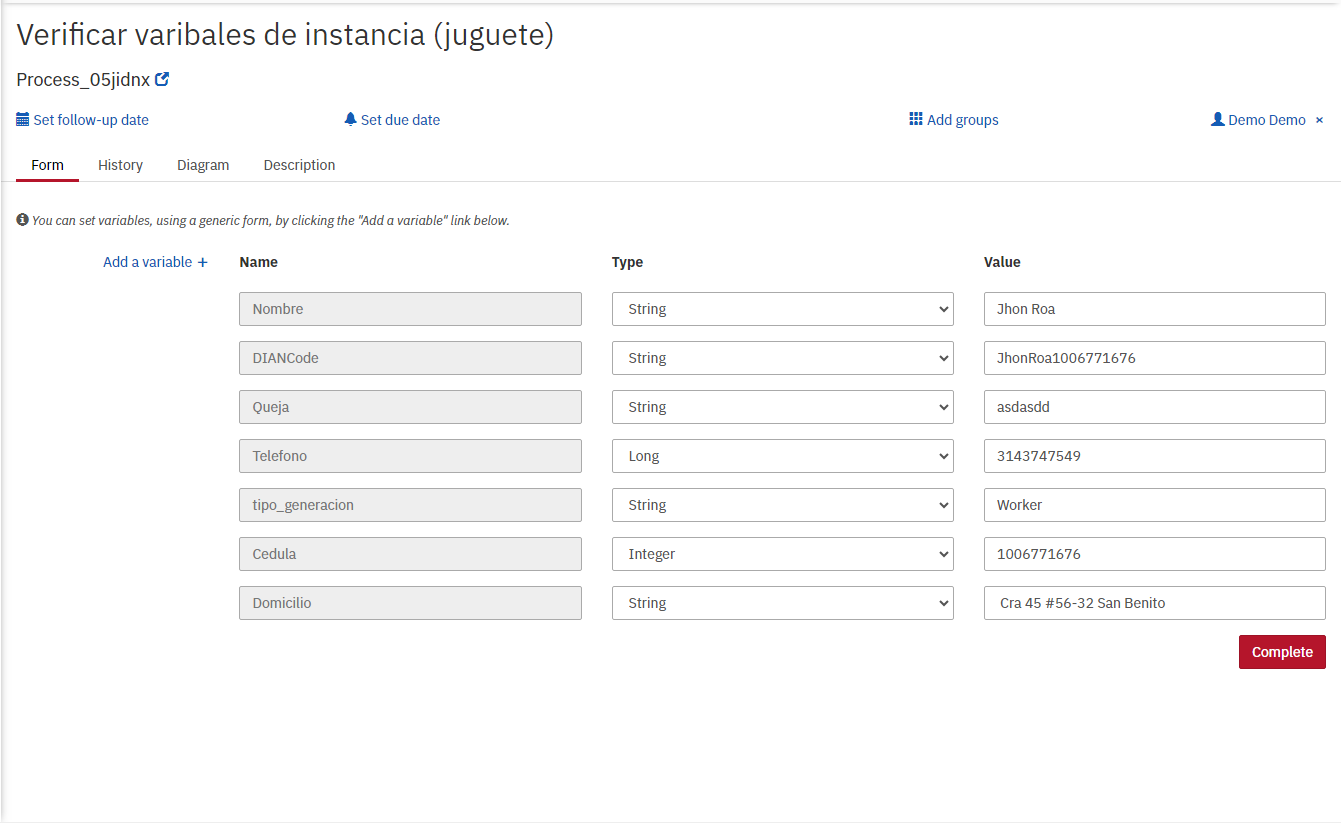 Verificar varibales de instancia (juguete)
Process_05jidnx
Set follow-up date Set due date Add groups Demo Demo ×
Form History Diagram Description
You can set variables, using a generic form, by clicking the "Add a variable" link below.
Add a variable + Name Type Value
Nombre String Jhon Roa
DIANCode String JhonRoa1006771676
Queja String asdasdd
Telefono Long 3143747549
tipo_generacion String Worker
Cedula Integer 1006771676
Domicilio String Cra 45 #56-32 San Benito
Complete